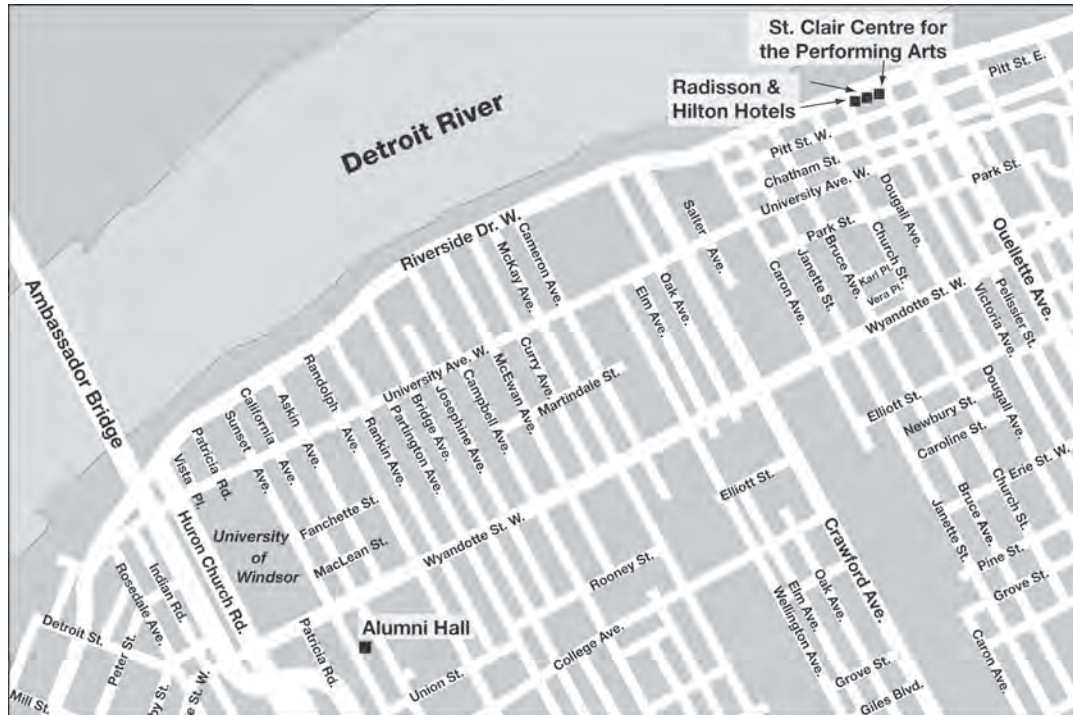 St. Clair Centre for
the Performing Arts
Radisson &
Hilton Hotels
Pitt St. E.
Detroit River
Pitt St. W.
Chatham St.
University Ave. W.
Park St.
Park St.
Dougall Ave.
Church St.
Bruce Ave.
Janette St.
Caron Ave.
Karl Pl.
Vera Pl.
Ouellette Ave.
Pelissier St.
Victoria Ave.
Wyandotte St. W.
Salter Ave.
Oak Ave.
Elm Ave.
Riverside Dr. W.
Cameron Ave.
McKay Ave.
Ambassador Bridge
Randolph Ave.
Askin Ave.
California Ave.
Sunset Ave.
Patricia Rd.
Vista Pl.
University Ave. W.
Curry Ave.
McEwan Ave.
Campbell Ave.
Josephine Ave.
Bridge Ave.
Partington Ave.
Rankin Ave.
Martindale St.
Elliott St.
Newbury St.
Caroline St.
Dougall Ave.
Erie St. W.
Church St.
Bruce Ave.
Janette St.
Pine St.
Grove St.
Caron Ave.
Elliott St.
Crawford Ave.
Fanchette St.
MacLean St.
University
of
Windsor
Huron Church Rd.
Indian Rd.
Rosedale Ave.
Wyandotte St. W.
Rooney St.
College Ave.
Oak Ave.
Elm Ave.
Wellington Ave.
Grove St.
Giles Blvd.
Detroit St.
Peter St.
Mill St.
by St.
e St. W.
Patricia Rd.
Alumni Hall
Union St.